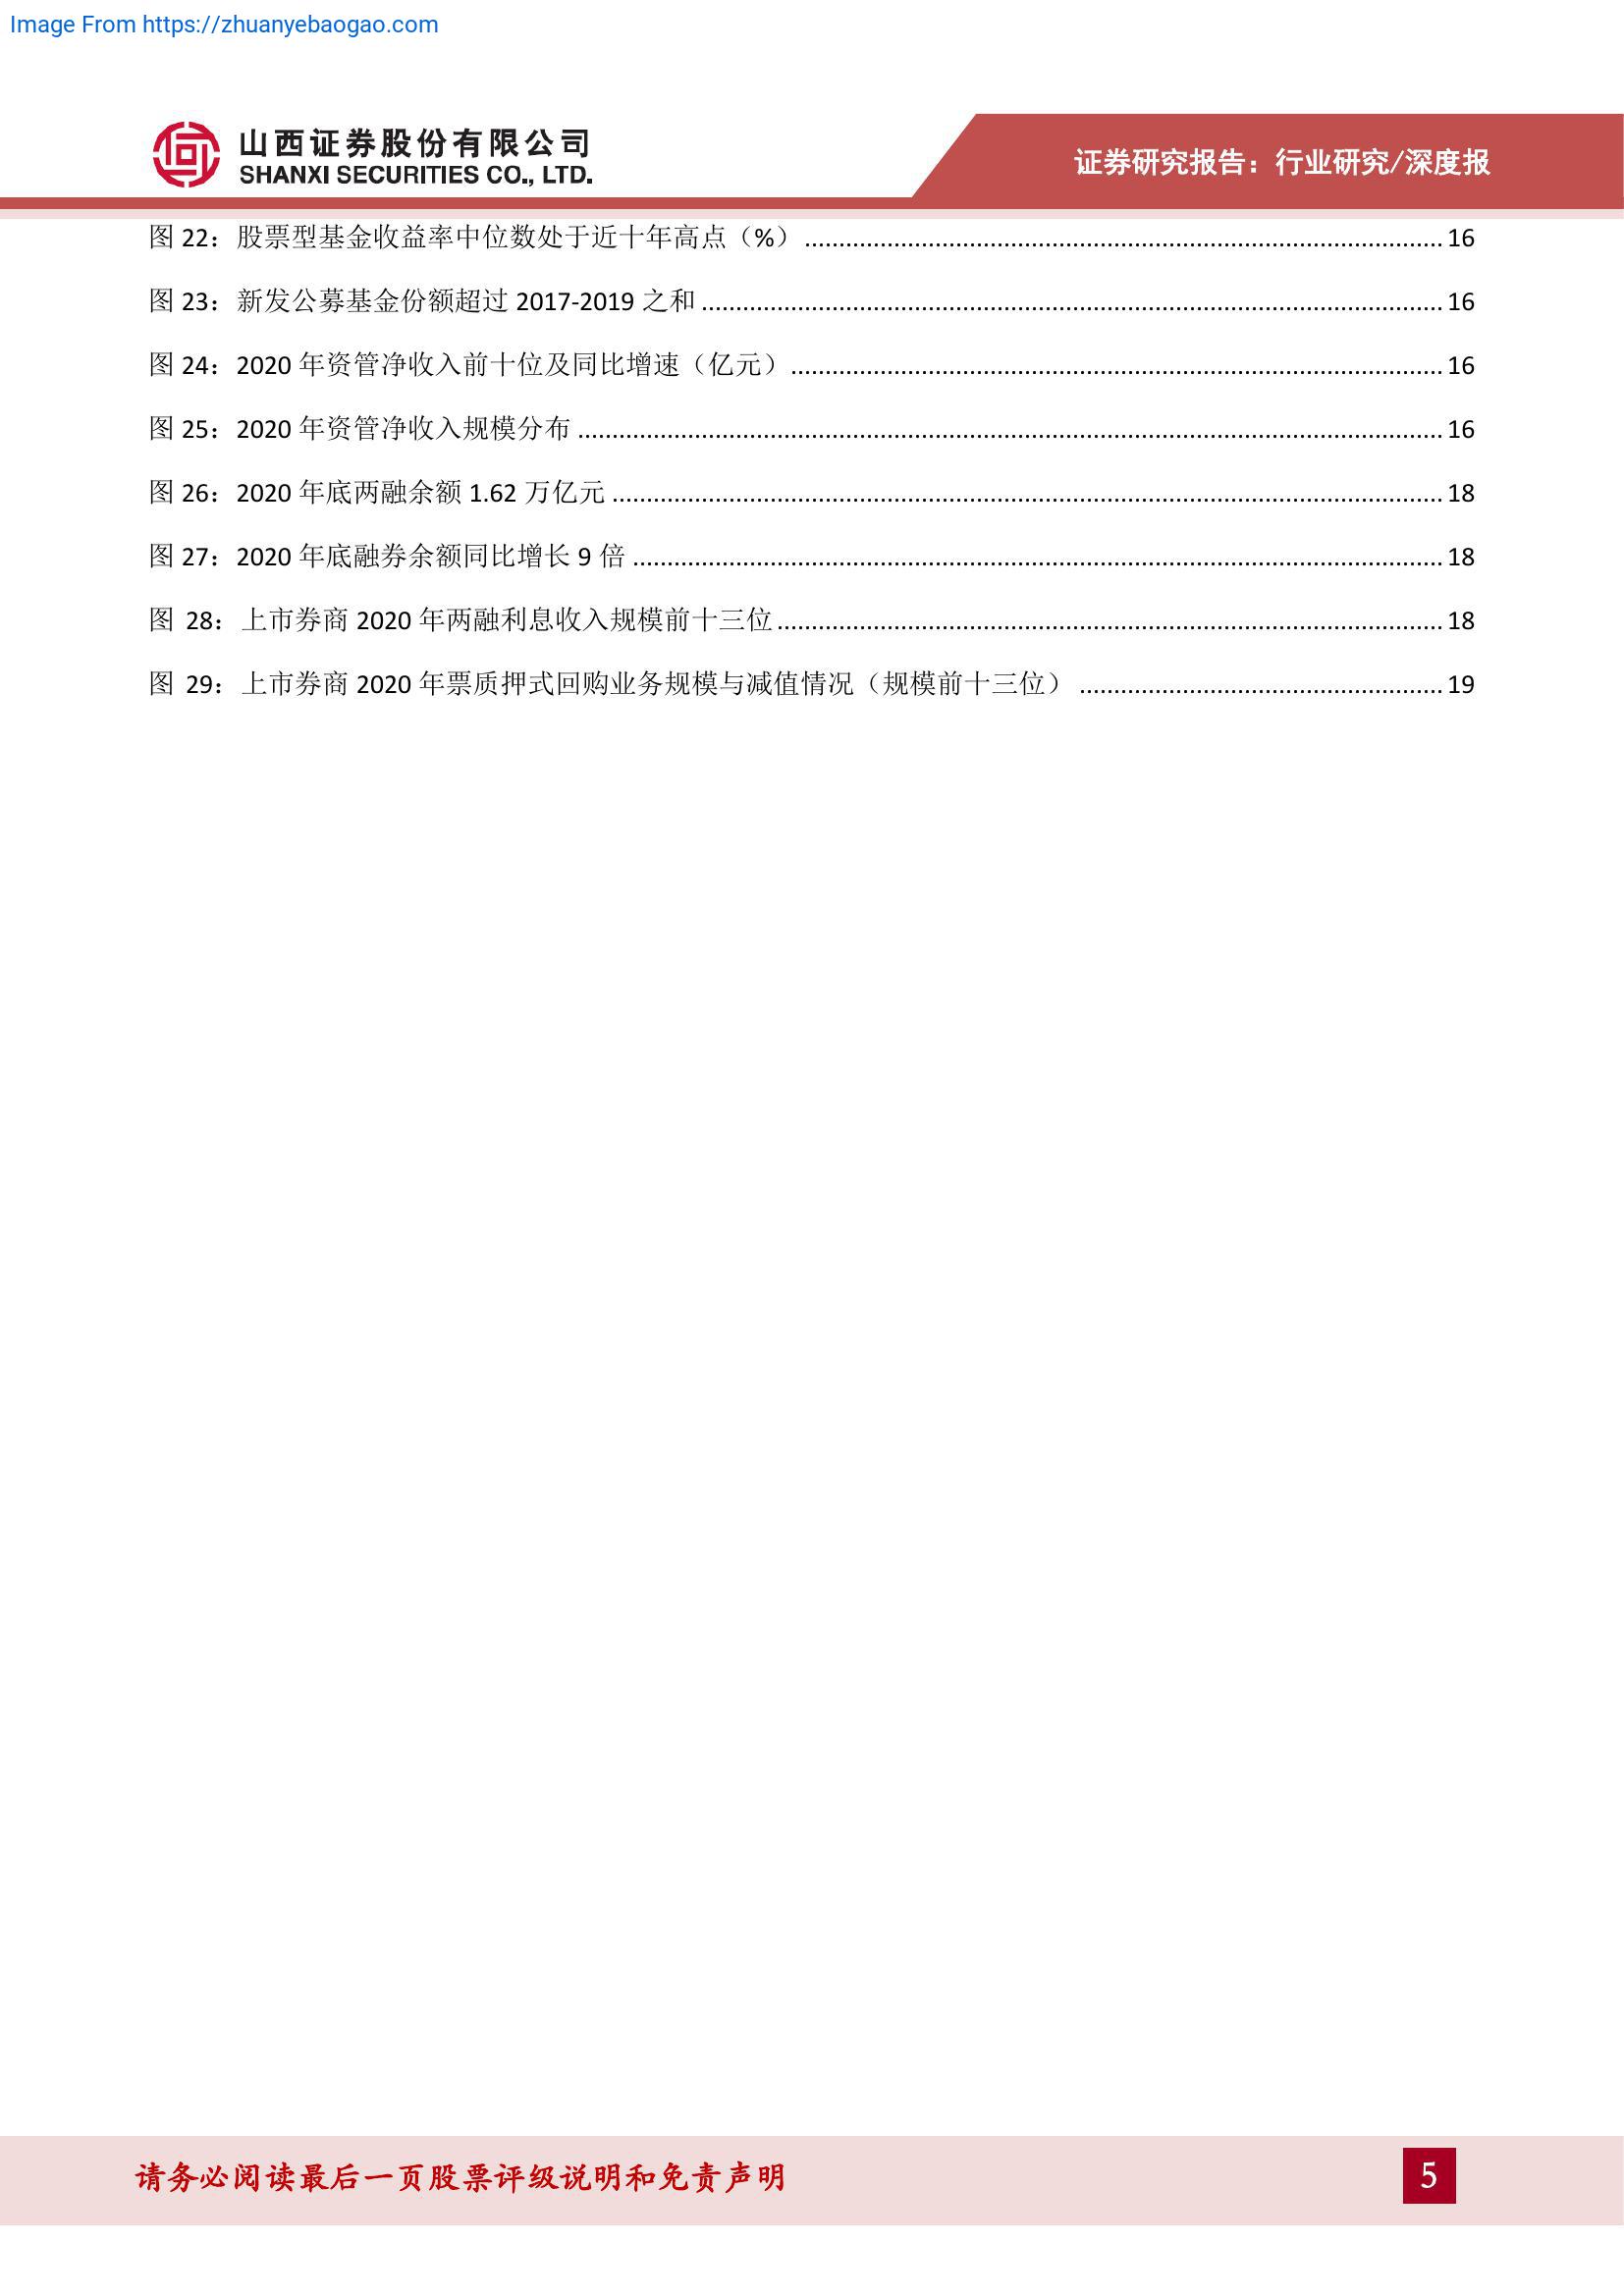 Image From https://zhuanyebaogao.com
山西证券股份有限公司
SHANXI SECURITIES CO., LTD.
证券研究报告：行业研究/深度报
图 22：股票型基金收益率中位数处于近十年高点（%） 16
图 23：新发公募基金份额超过 2017-2019 之和 16
图 24：2020 年资管净收入前十位及同比增速（亿元） 16
图 25：2020 年资管净收入规模分布 16
图 26：2020 年底两融余额 1.62 万亿元 18
图 27：2020 年底融券余额同比增长 9 倍 18
图 28：上市券商 2020 年两融利息收入规模前十三位 18
图 29：上市券商 2020 年票质押式回购业务规模与减值情况（规模前十三位） 19
请务必阅读最后一页股票评级说明和免责声明
5